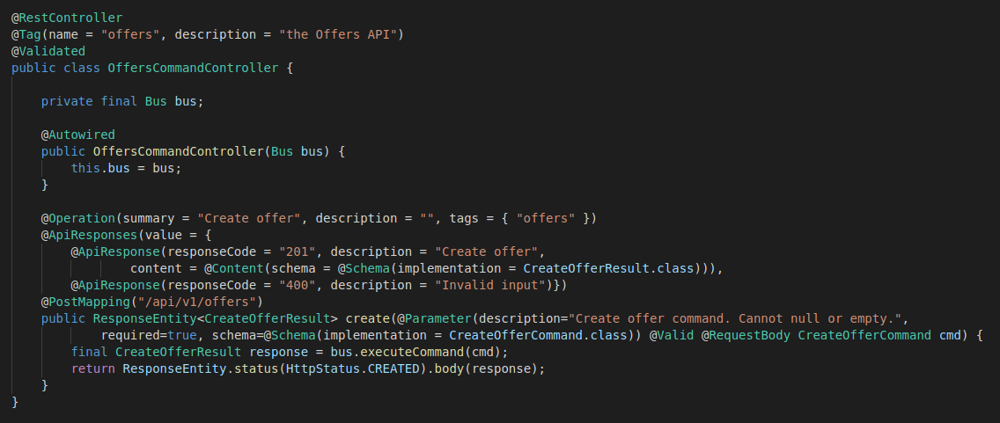 @RestController
@Tag(name = "offers", description = "the Offers API")
@Validated
public class OffersCommandController {
private final Bus bus;
@Autowired
public OffersCommandController(Bus bus) {
this.bus = bus;
}
@Operation(summary = "Create offer", description = "", tags = { "offers" })
@ApiResponses(value = {
@ApiResponse(responseCode = "201", description = "Create offer",
content = @Content(schema = @Schema(implementation = CreateOfferResult.class))),
@ApiResponse(responseCode = "400", description = "Invalid input")})
@PostMapping("/api/v1/offers")
public ResponseEntity<CreateOfferResult> create(@Parameter(description="Create offer command. Cannot null or empty.",
required=true, schema=@Schema(implementation = CreateOfferCommand.class)) @Valid @RequestBody CreateOfferCommand cmd) {
final CreateOfferResult response = bus.executeCommand(cmd);
return ResponseEntity.status(HttpStatus.CREATED).body(response);
}
}